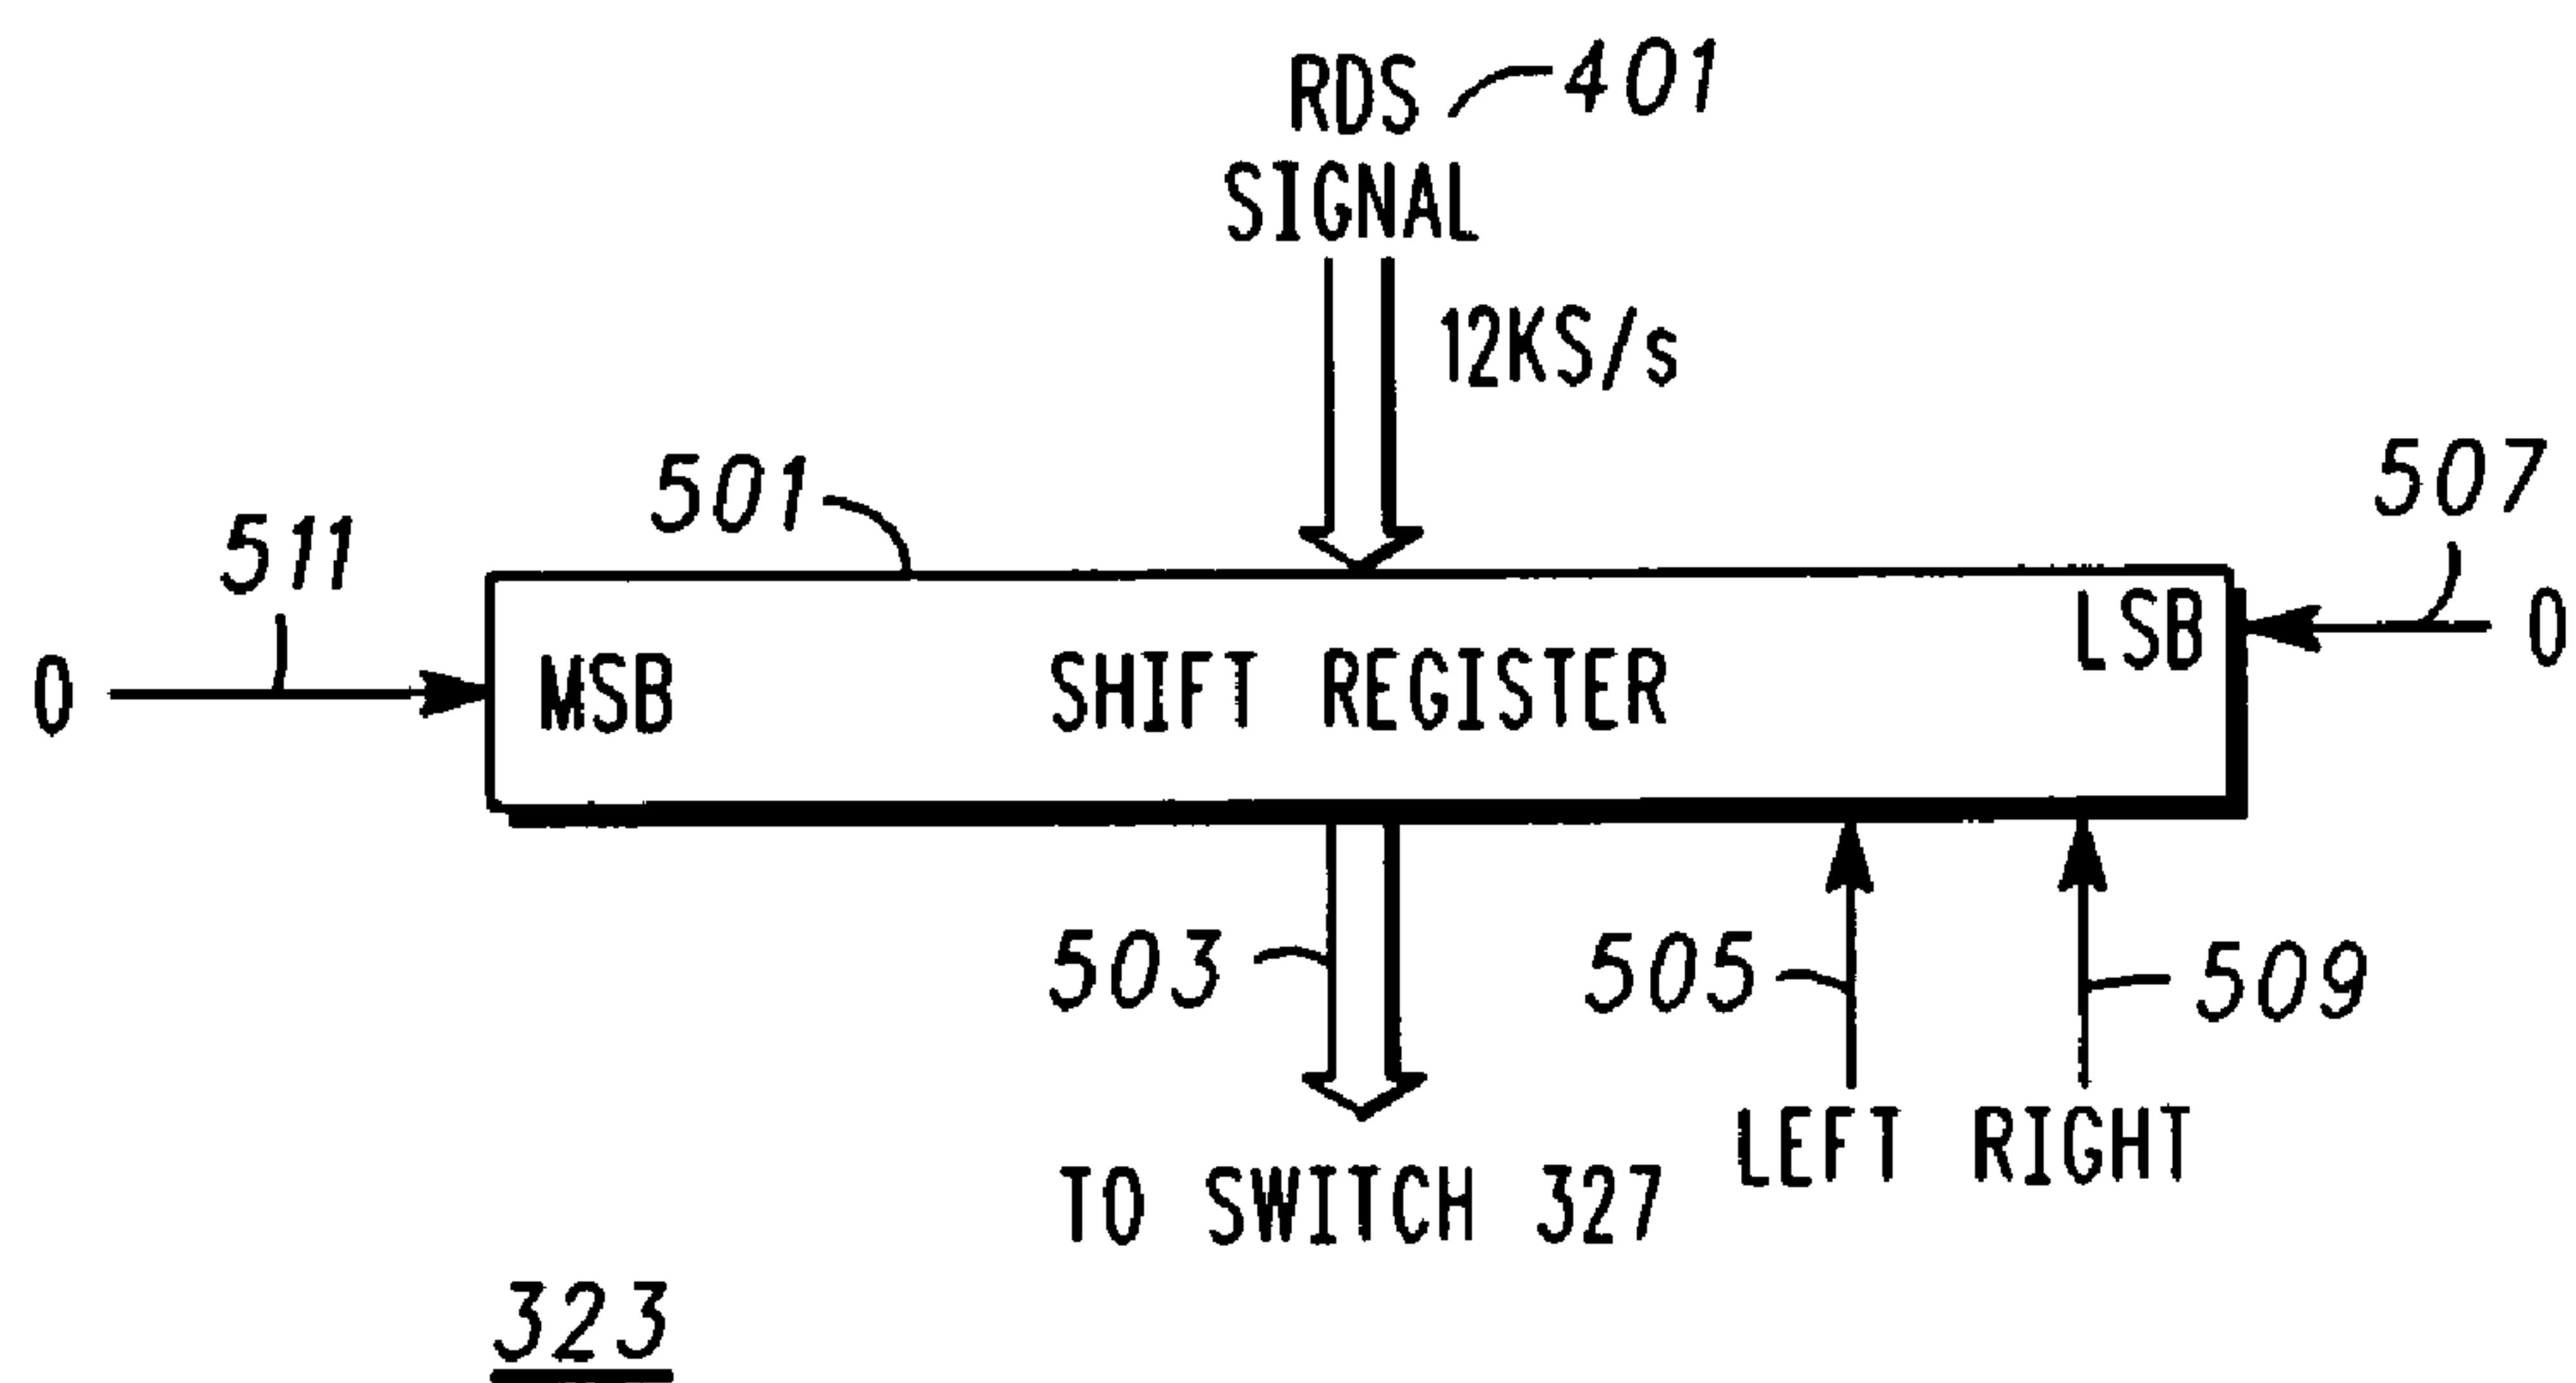 RDS 401
SIGNAL
12KS/s
501
507
511
0
MSB
SHIFT REGISTER
LSB
0
503
505
509
LEFT RIGHT
TO SWITCH 327
323